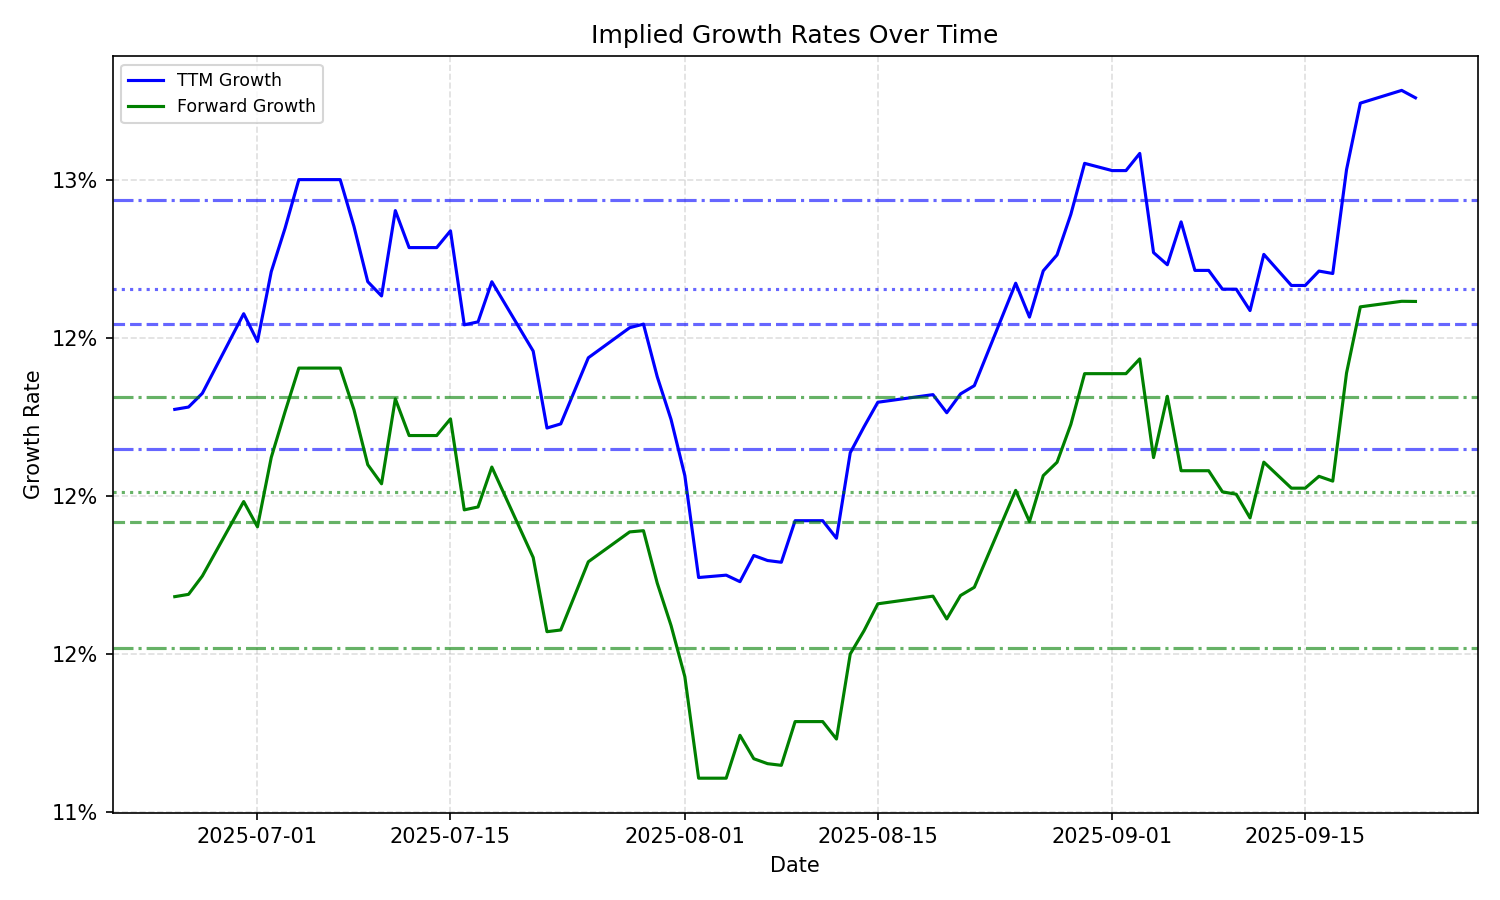 Implied Growth Rates Over Time
TTM Growth
Forward Growth
Growth Rate
13%
12%
12%
12%
11%
2025-07-01
2025-07-15
2025-08-01
2025-08-15
2025-09-01
2025-09-15
Date